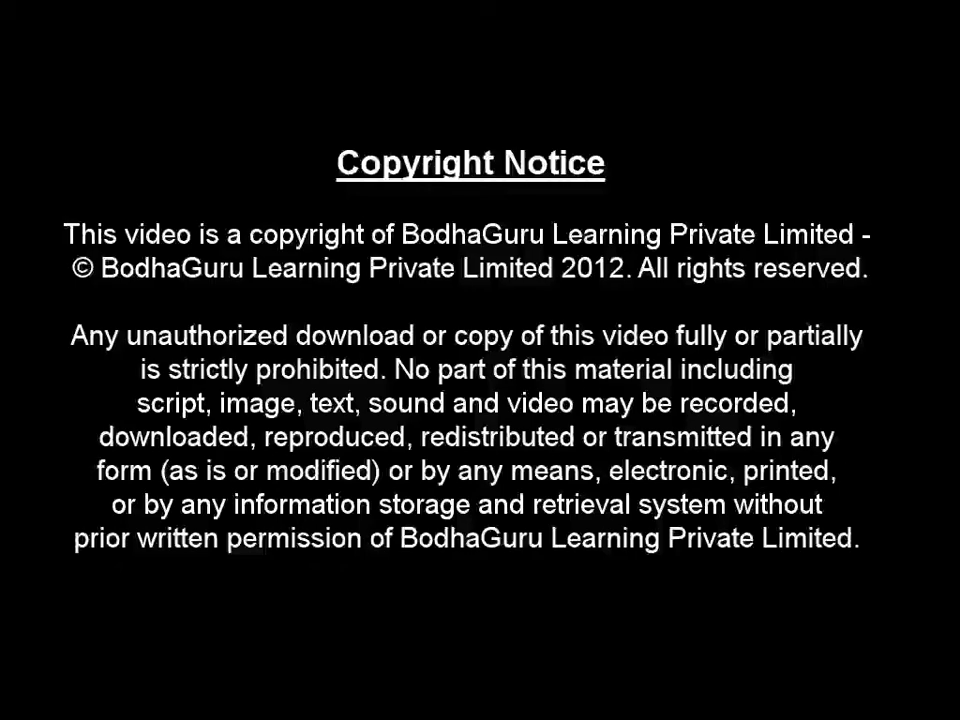 Copyright Notice
This video is a copyright of BodhaGuru Learning Private Limited -
© BodhaGuru Learning Private Limited 2012. All rights reserved.
Any unauthorized download or copy of this video fully or partially
is strictly prohibited. No part of this material including
script, image, text, sound and video may be recorded,
downloaded, reproduced, redistributed or transmitted in any
form (as is or modified) or by any means, electronic, printed,
or by any information storage and retrieval system without
prior written permission of BodhaGuru Learning Private Limited.